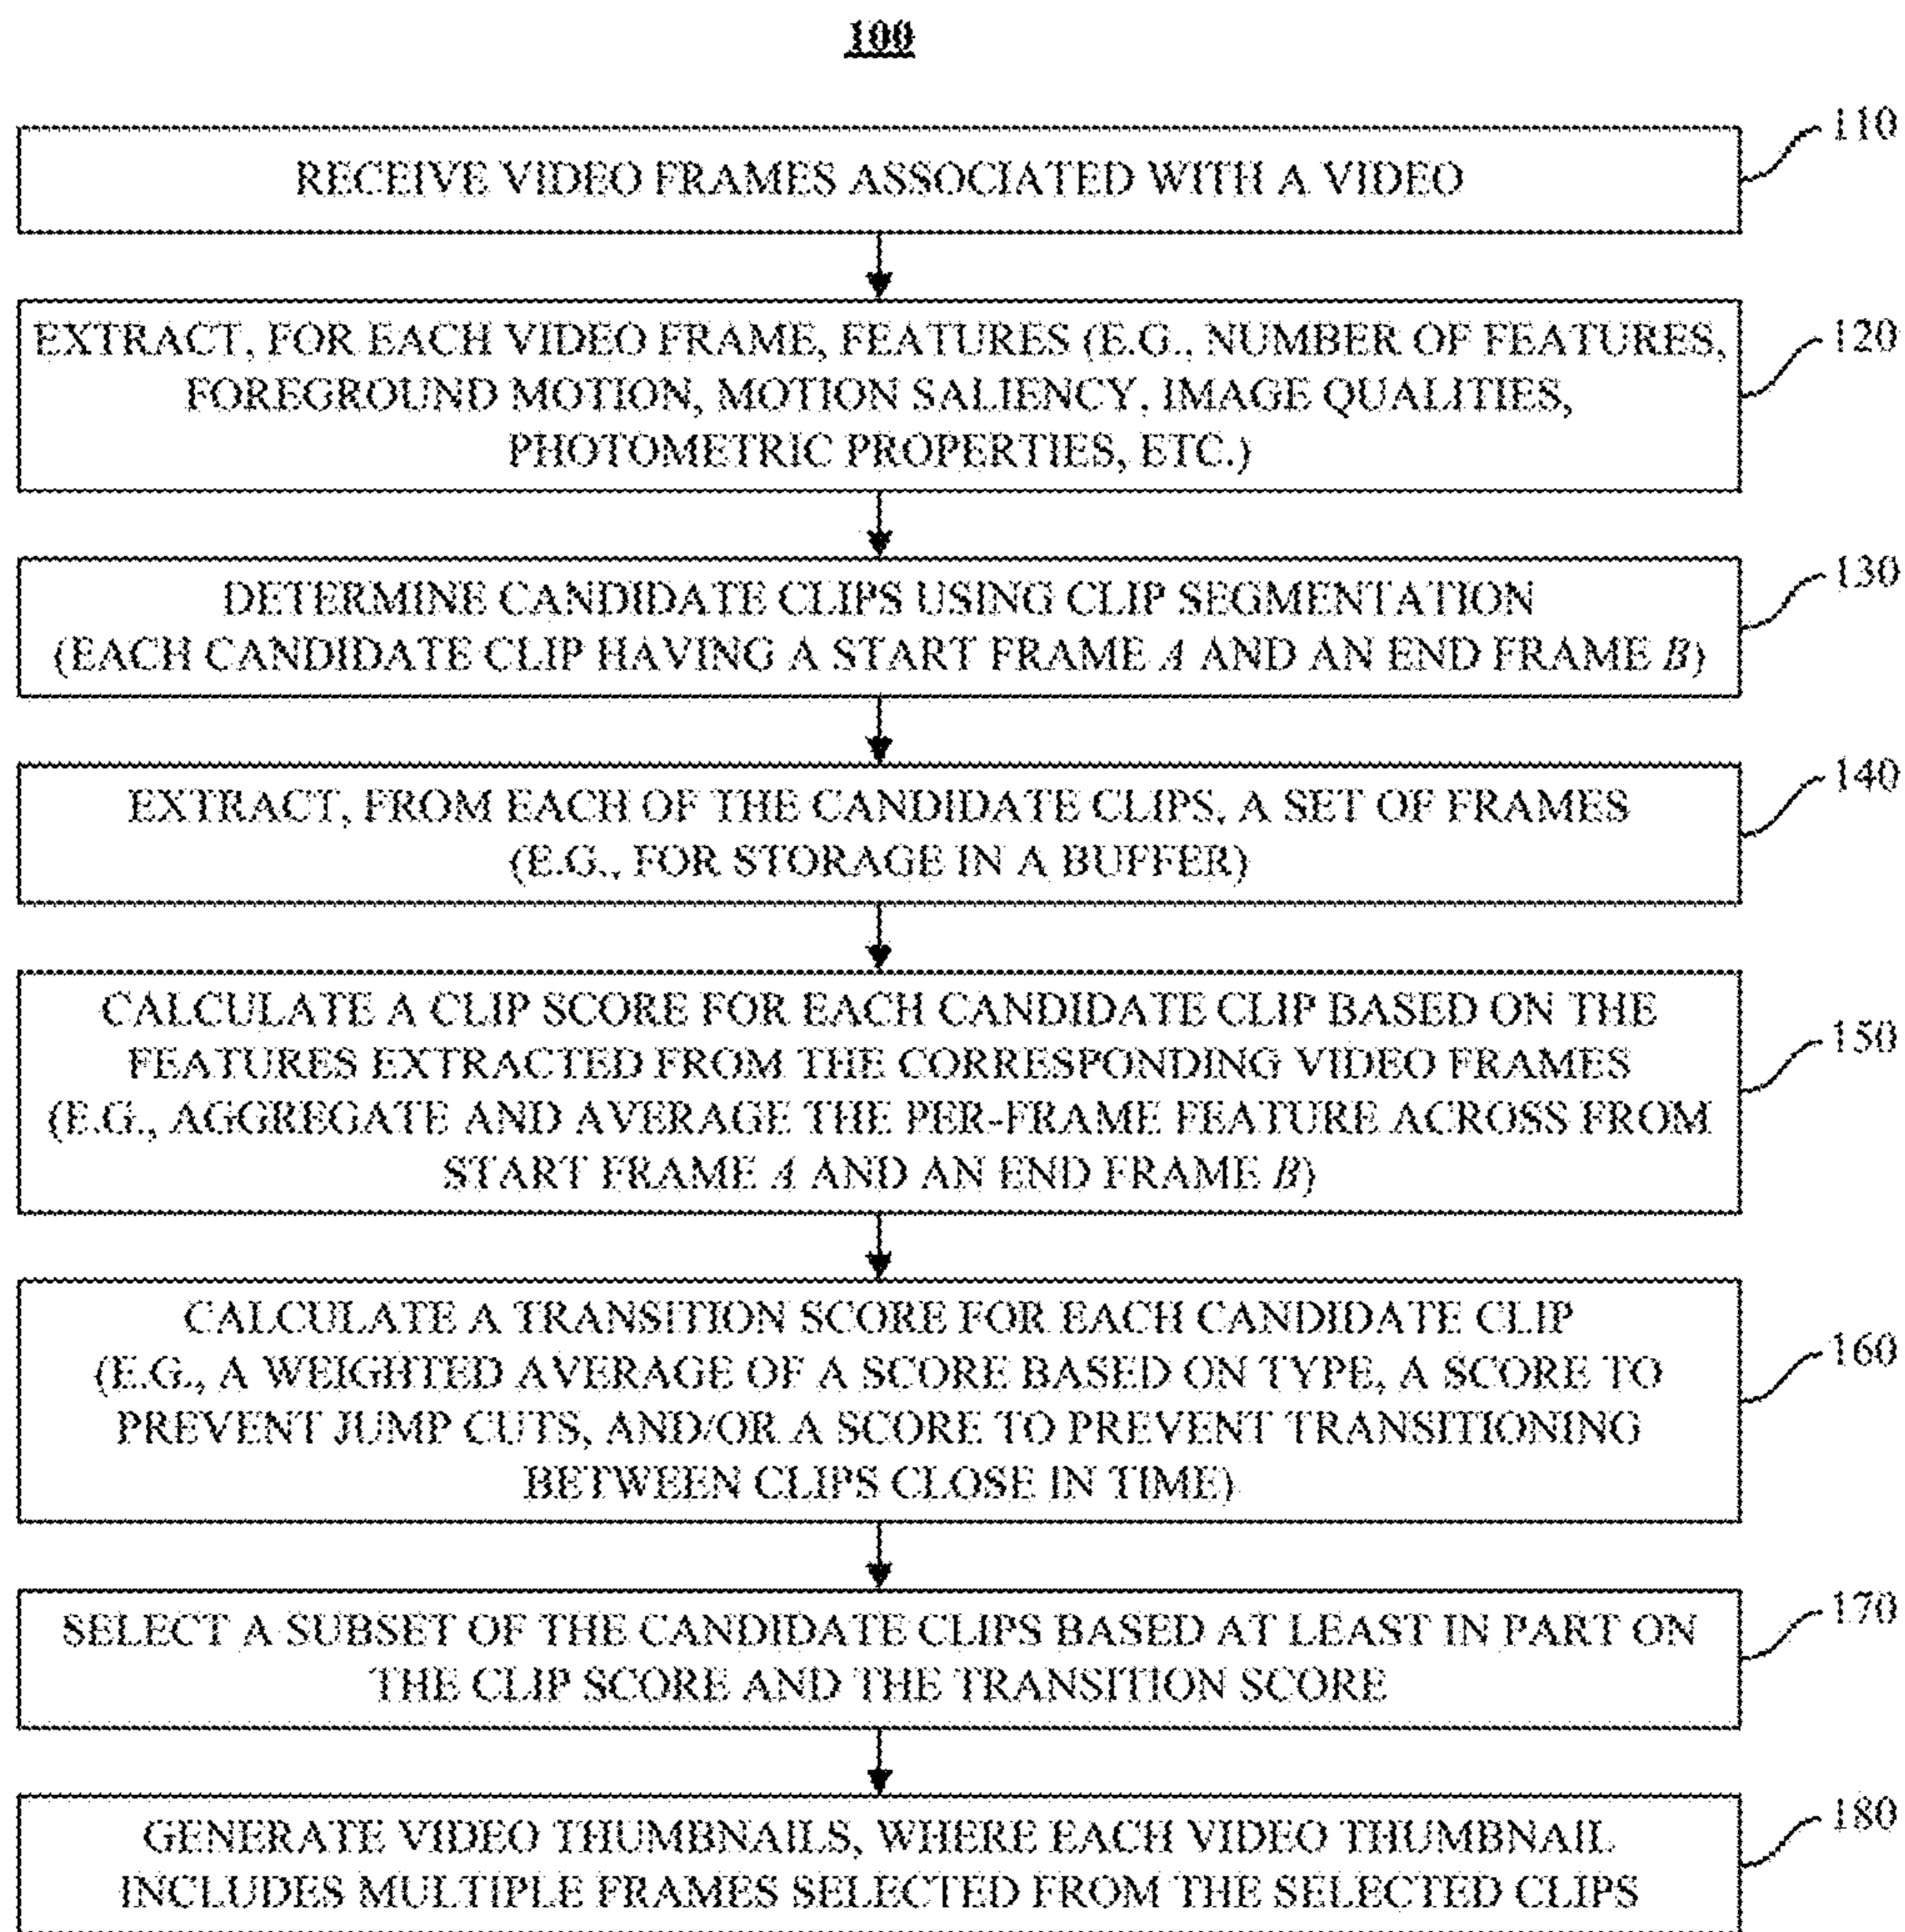 100
RECEIVE VIDEO FRAMES ASSOCIATED WITH A VIDEO
110
EXTRACT, FOR EACH VIDEO FRAME, FEATURES (E.G., NUMBER OF FEATURES,
FOREGROUND MOTION, MOTION SALIENCY, IMAGE QUALITIES,
PHOTOMETRIC PROPERTIES, ETC.)
120
DETERMINE CANDIDATE CLIPS USING CLIP SEGMENTATION
(EACH CANDIDATE CLIP HAVING A START FRAME A AND AN END FRAME B)
130
EXTRACT, FROM EACH OF THE CANDIDATE CLIPS, A SET OF FRAMES
(E.G., FOR STORAGE IN A BUFFER)
140
CALCULATE A CLIP SCORE FOR EACH CANDIDATE CLIP BASED ON THE
FEATURES EXTRACTED FROM THE CORRESPONDING VIDEO FRAMES
(E.G., AGGREGATE AND AVERAGE THE PER-FRAME FEATURE ACROSS FROM
START FRAME A AND AN END FRAME B)
150
CALCULATE A TRANSITION SCORE FOR EACH CANDIDATE CLIP
(E.G., A WEIGHTED AVERAGE OF A SCORE BASED ON TYPE, A SCORE TO
PREVENT JUMP CUTS, AND/OR A SCORE TO PREVENT TRANSITIONING
BETWEEN CLIPS CLOSE IN TIME)
160
SELECT A SUBSET OF THE CANDIDATE CLIPS BASED AT LEAST IN PART ON
THE CLIP SCORE AND THE TRANSITION SCORE
170
GENERATE VIDEO THUMBNAILS, WHERE EACH VIDEO THUMBNAIL
INCLUDES MULTIPLE FRAMES SELECTED FROM THE SELECTED CLIPS
180